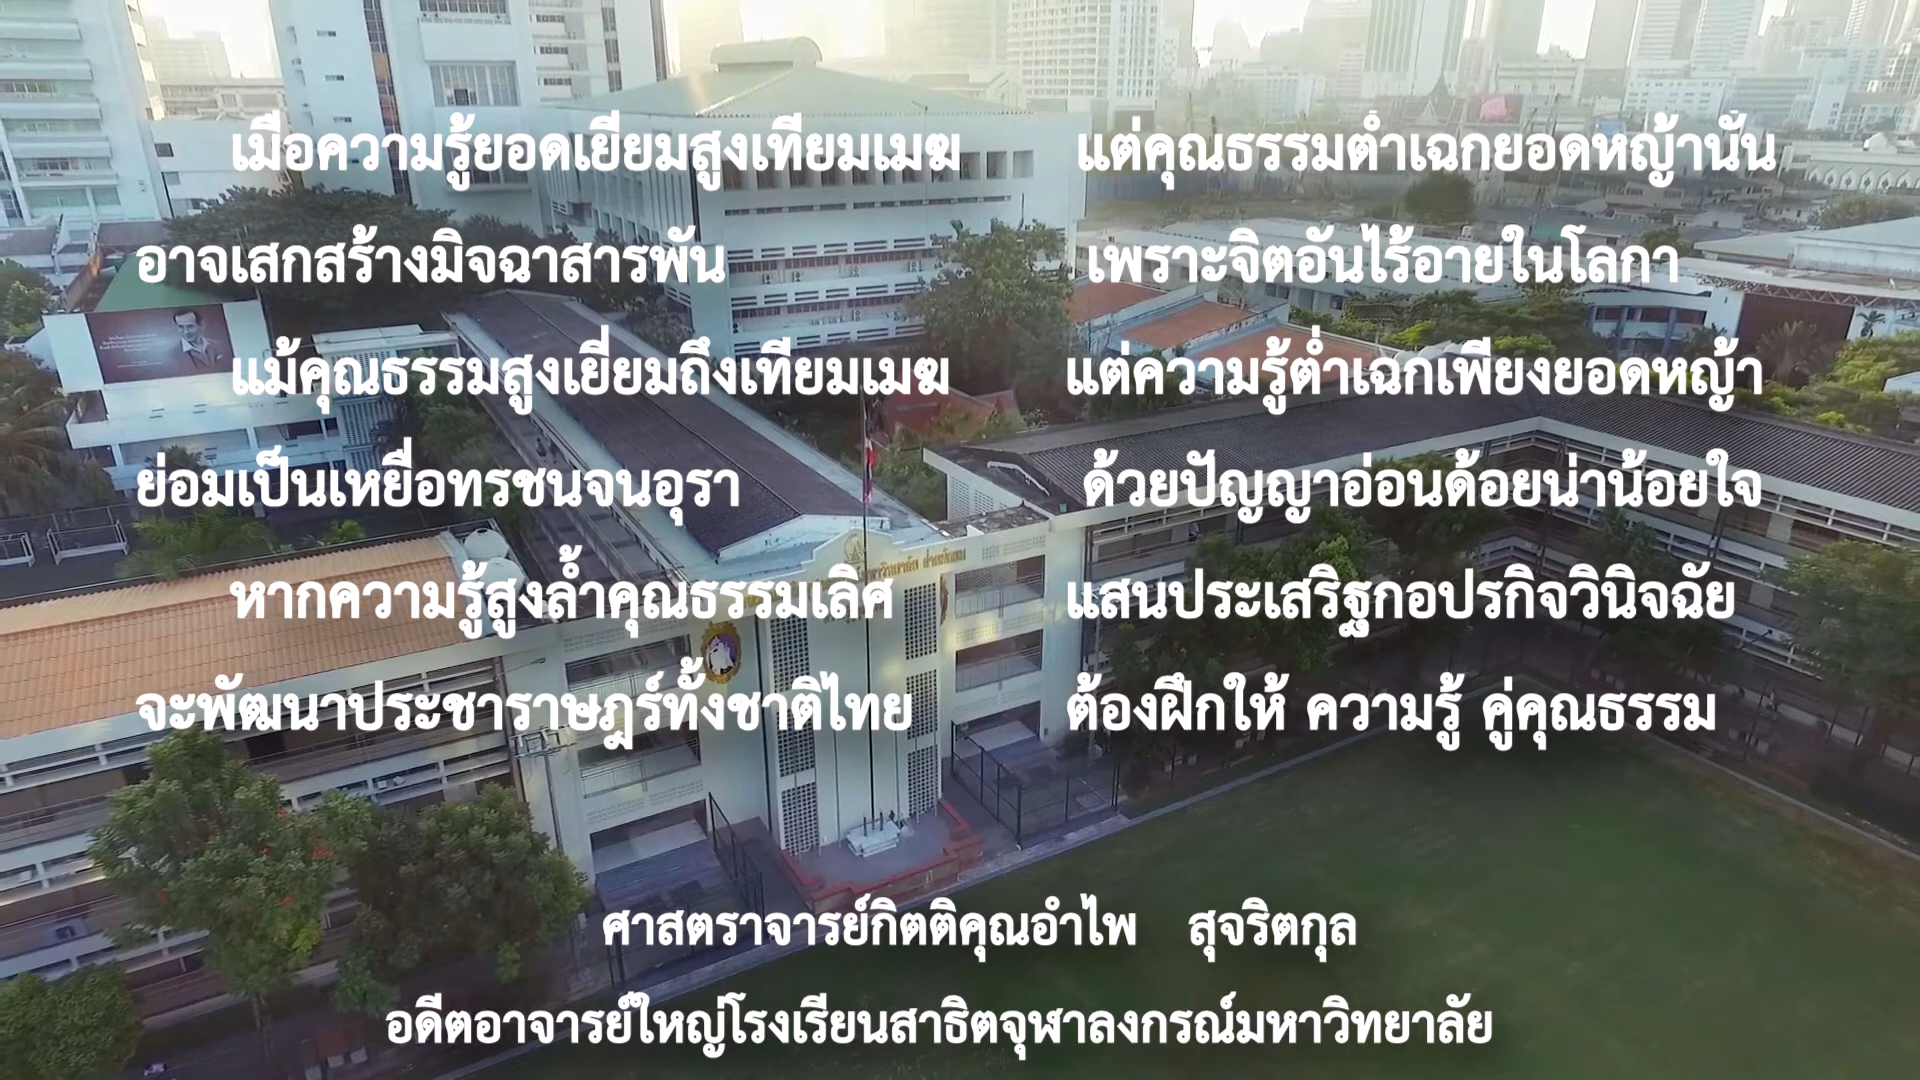 เมื่อความรู้ยอดเยี่ยมสูงเทียมเมฆ แต่คุณธรรมต่ำเฉกยอดหญ้านั่น
อาจเสกสร้างมิจฉาสารพัน เพราะจิตอันไร้อายในโลกา
แม้คุณธรรมสูงเยี่ยมถึงเทียมเมฆ แต่ความรู้ต่ำเฉกเพียงยอดหญ้า
ย่อมเป็นเหยื่อทรชนจนอุรา ด้วยปัญญาอ่อนด้อยน่าน้อยใจ
หากความรู้สูงล้ำคุณธรรมเลิศ แสนประเสริฐกอปรกิจวินิจฉัย
จะพัฒนาประชาราษฎร์ทั้งชาติไทย ต้องฝึกให้ ความรู้ คู่คุณธรรม
ศาสตราจารย์กิตติคุณอำไพ สุจริตกุล
อดีตอาจารย์ใหญ่โรงเรียนสาธิตจุฬาลงกรณ์มหาวิทยาลัย